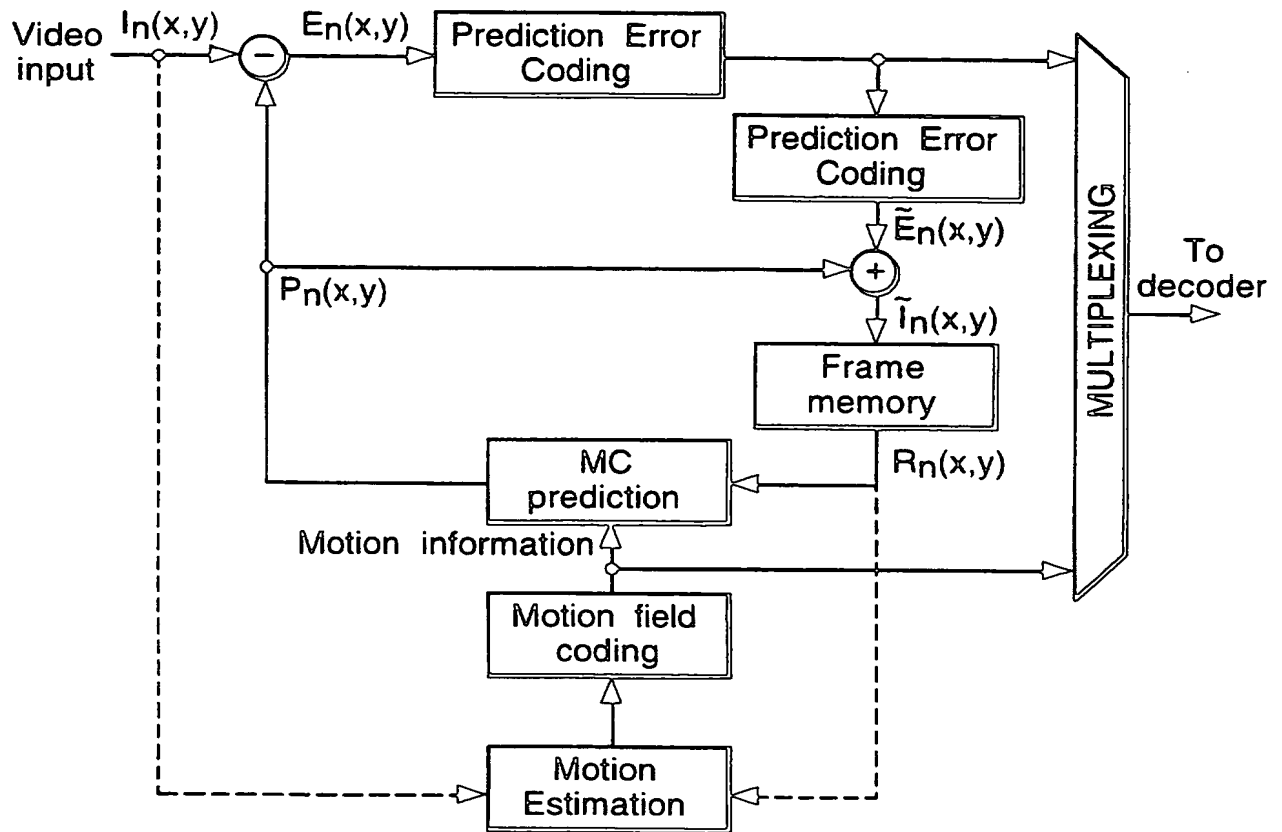 Video
input
In(x,y)
−
En(x,y)
Prediction Error
Coding
Prediction Error
Coding
Ẽn(x,y)
+
Pn(x,y)
Ĩn(x,y)
Frame
memory
Rn(x,y)
MC
prediction
Motion information
Motion field
coding
Motion
Estimation
MULTIPLEXING
To
decoder